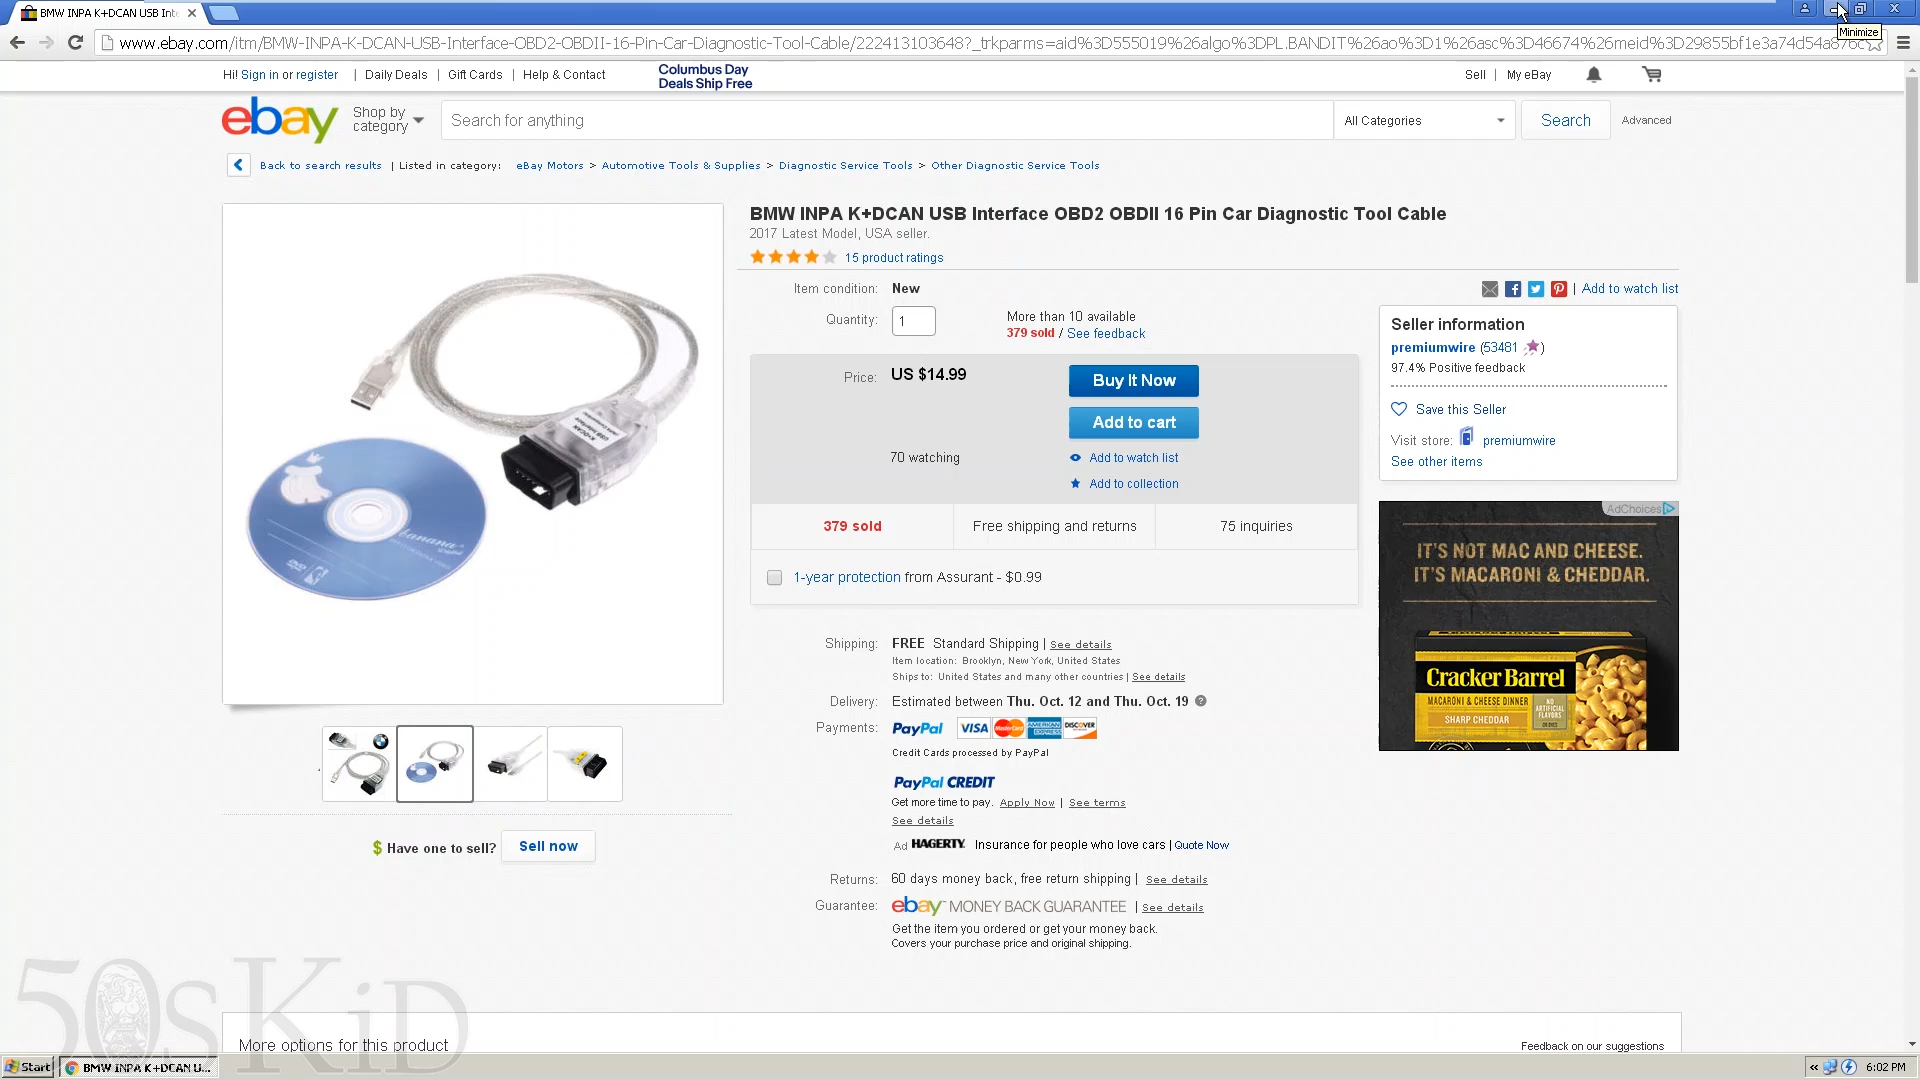 BMW INPA K+DCAN USB Int
www.ebay.com/itm/BMW-INPA-K-DCAN-USB-Interface-OBD2-OBDII-16-Pin-Car-Diagnostic-Tool-Cable/222413103648?_trkparms=aid%3D555019%26algo%3DPL.BANDIT%26ao%3D1%26asc%3D46674%26meid%3D29855bf1e3a74d54a876c
Minimize
Hi! Sign in or register | Daily Deals | Gift Cards | Help & Contact
Columbus Day
Deals Ship Free
Sell | My eBay
ebay
Shop by
category
Search for anything
All Categories
Search
Advanced
Back to search results | Listed in category: eBay Motors > Automotive Tools & Supplies > Diagnostic Service Tools > Other Diagnostic Service Tools
BMW INPA K+DCAN USB Interface OBD2 OBDII 16 Pin Car Diagnostic Tool Cable
2017 Latest Model, USA seller.
15 product ratings
Item condition: New
Quantity: 1
More than 10 available
379 sold / See feedback
Price: US $14.99
Buy It Now
Add to cart
70 watching
Add to watch list
Add to collection
379 sold
Free shipping and returns
75 inquiries
1-year protection from Assurant - $0.99
| Add to watch list
Seller information
premiumwire (53481 )
97.4% Positive feedback
Save this Seller
Visit store: premiumwire
See other items
AdChoices
IT'S NOT MAC AND CHEESE.
IT'S MACARONI & CHEDDAR.
Cracker Barrel
MACARONI & CHEESE DINNER
SHARP CHEDDAR
NO
ARTIFICIAL
FLAVORS
K+DCAN
USB Interface
banana
DVD
Shipping: FREE Standard Shipping | See details
Item location: Brooklyn, New York, United States
Ships to: United States and many other countries | See details
Delivery: Estimated between Thu. Oct. 12 and Thu. Oct. 19
Payments: PayPal VISA MasterCard AMERICAN EXPRESS DISCOVER
Credit Cards processed by PayPal
PayPal CREDIT
Get more time to pay. Apply Now | See terms
See details
Ad HAGERTY Insurance for people who love cars | Quote Now
Returns: 60 days money back, free return shipping | See details
Guarantee: ebay MONEY BACK GUARANTEE | See details
Get the item you ordered or get your money back.
Covers your purchase price and original shipping.
$ Have one to sell? Sell now
50sKiD
More options for this product
Feedback on our suggestions
Start
BMW INPA K+DCAN U...
6:02 PM